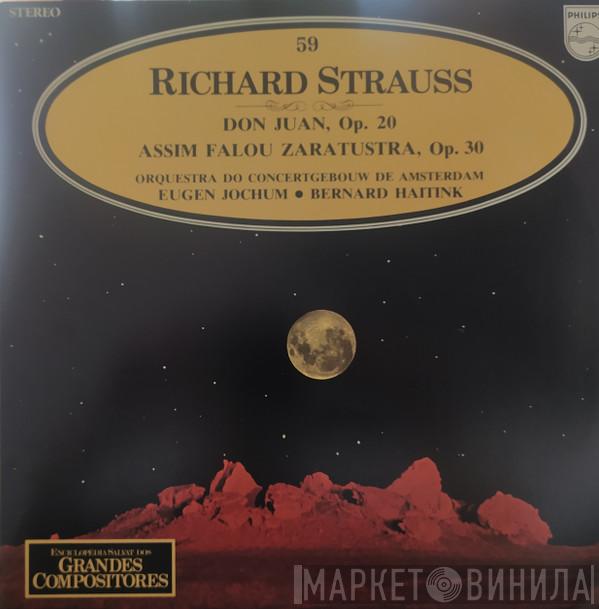 STEREO
PHILIPS
59
RICHARD STRAUSS
DON JUAN, Op. 20
ASSIM FALOU ZARATUSTRA, Op. 30
ORQUESTRA DO CONCERTGEBOUW DE AMSTERDAM
EUGEN JOCHUM • BERNARD HAITINK
ENCICLOPÉDIA SALVAT DOS
GRANDES
COMPOSITORES
МАРКЕТ ВИНИЛА